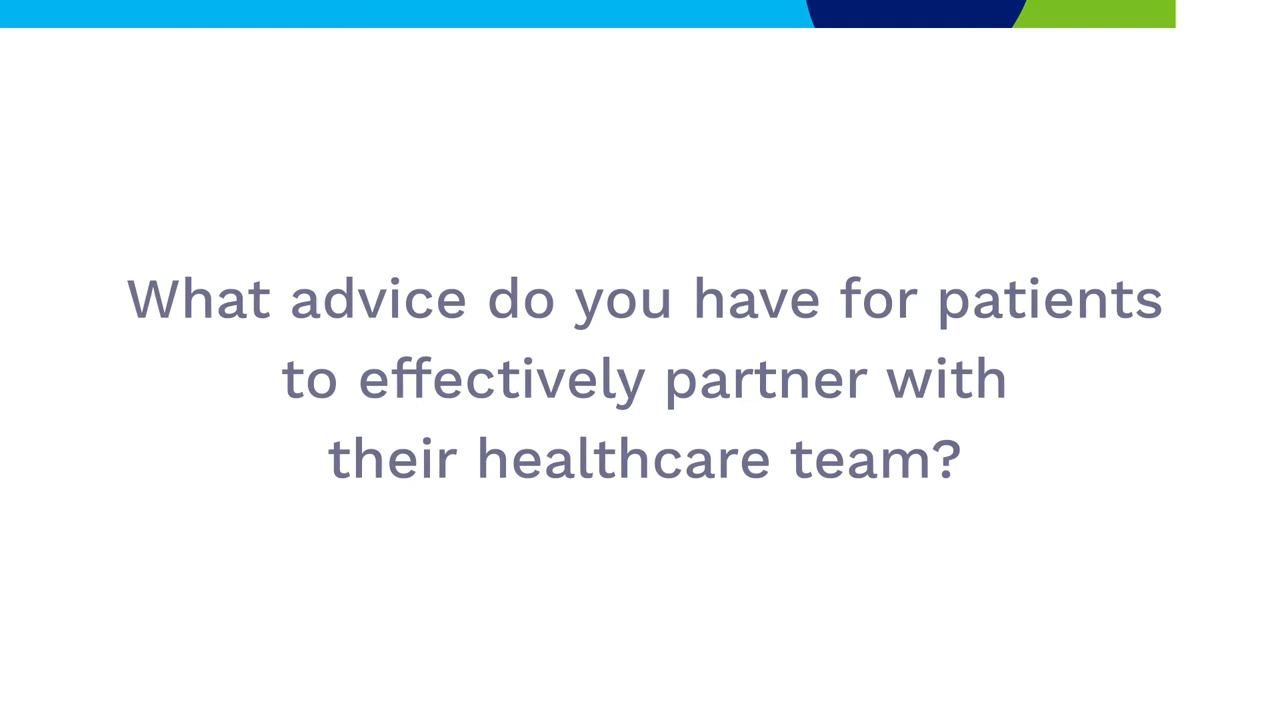 What advice do you have for patients
to effectively partner with
their healthcare team?